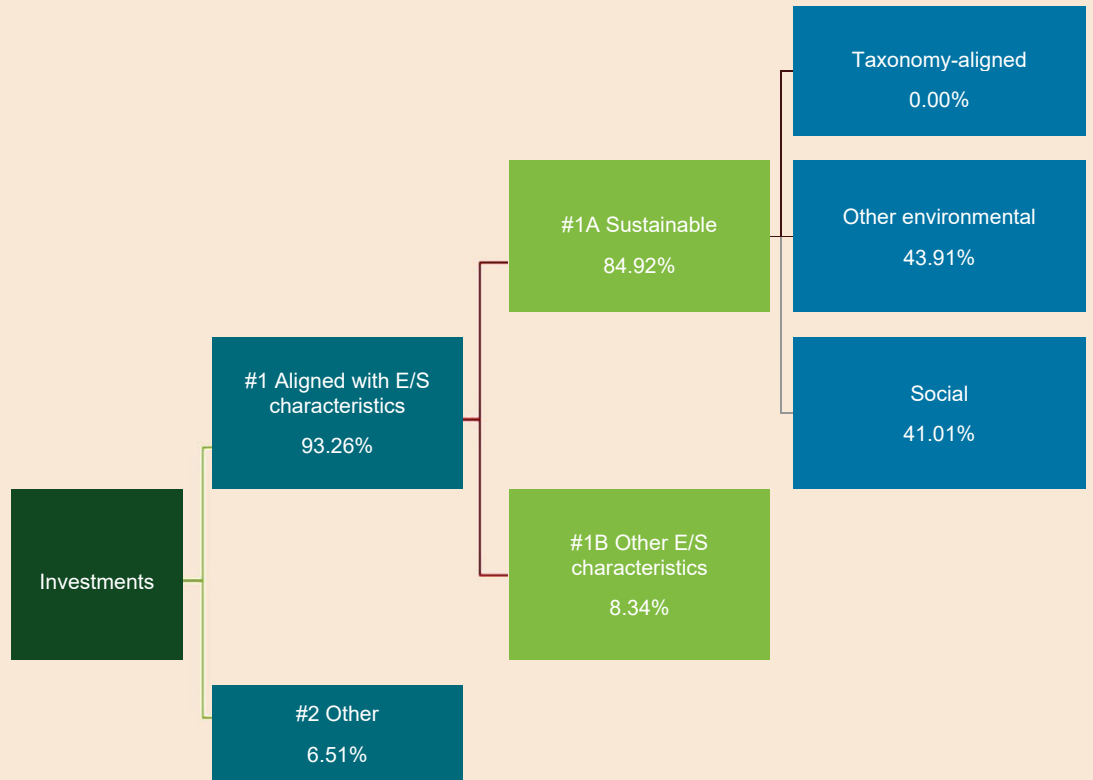 Taxonomy-aligned
0.00%
#1A Sustainable
84.92%
Other environmental
43.91%
#1 Aligned with E/S
characteristics
93.26%
Social
41.01%
Investments
#1B Other E/S
characteristics
8.34%
#2 Other
6.51%